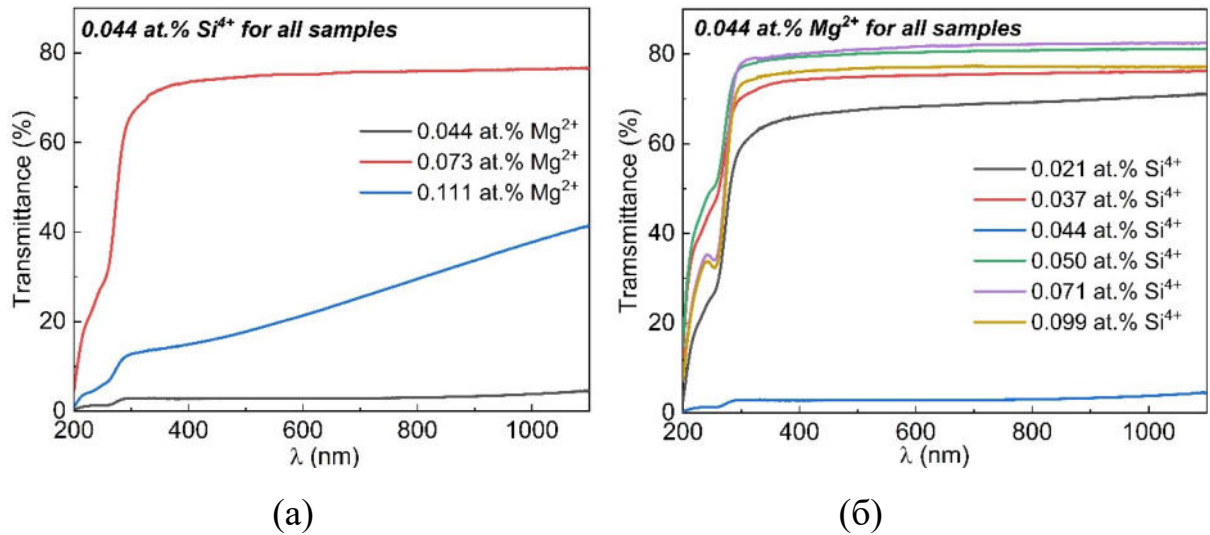 0.044 at.% Si⁴⁺ for all samples
Transmittance (%)
80
60
40
20
0
0.044 at.% Mg²⁺
0.073 at.% Mg²⁺
0.111 at.% Mg²⁺
200 400 600 800 1000
λ (nm)
(а)
0.044 at.% Mg²⁺ for all samples
Tramsmittance (%)
80
60
40
20
0
0.021 at.% Si⁴⁺
0.037 at.% Si⁴⁺
0.044 at.% Si⁴⁺
0.050 at.% Si⁴⁺
0.071 at.% Si⁴⁺
0.099 at.% Si⁴⁺
200 400 600 800 1000
λ (nm)
(б)